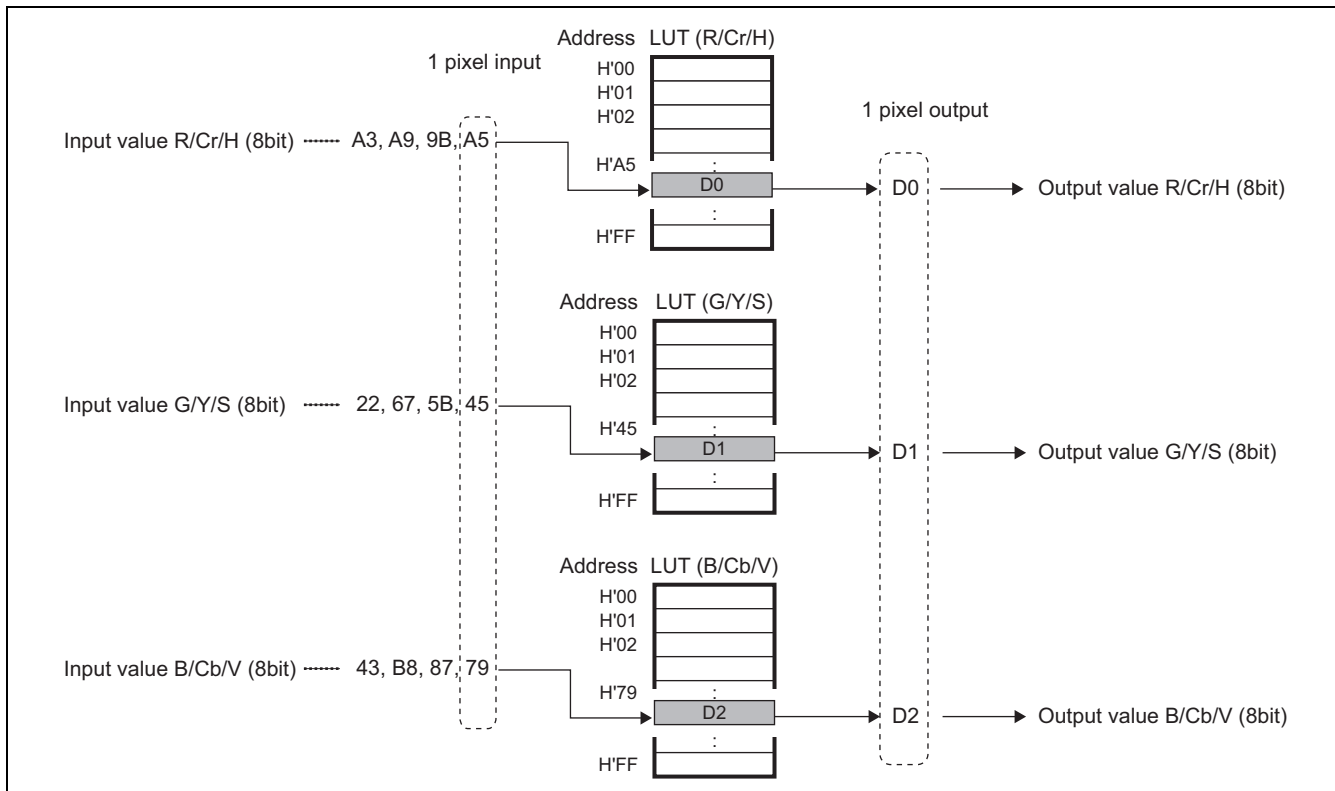 Address LUT (R/Cr/H)
1 pixel input
H'00
H'01
H'02
1 pixel output
Input value R/Cr/H (8bit) ······· A3, A9, 9B, A5
H'A5
:
D0
D0
Output value R/Cr/H (8bit)
:
H'FF
Address LUT (G/Y/S)
H'00
H'01
H'02
Input value G/Y/S (8bit) ······· 22, 67, 5B, 45
H'45
:
D1
D1
Output value G/Y/S (8bit)
:
H'FF
Address LUT (B/Cb/V)
H'00
H'01
H'02
Input value B/Cb/V (8bit) ······· 43, B8, 87, 79
H'79
:
D2
D2
Output value B/Cb/V (8bit)
:
H'FF